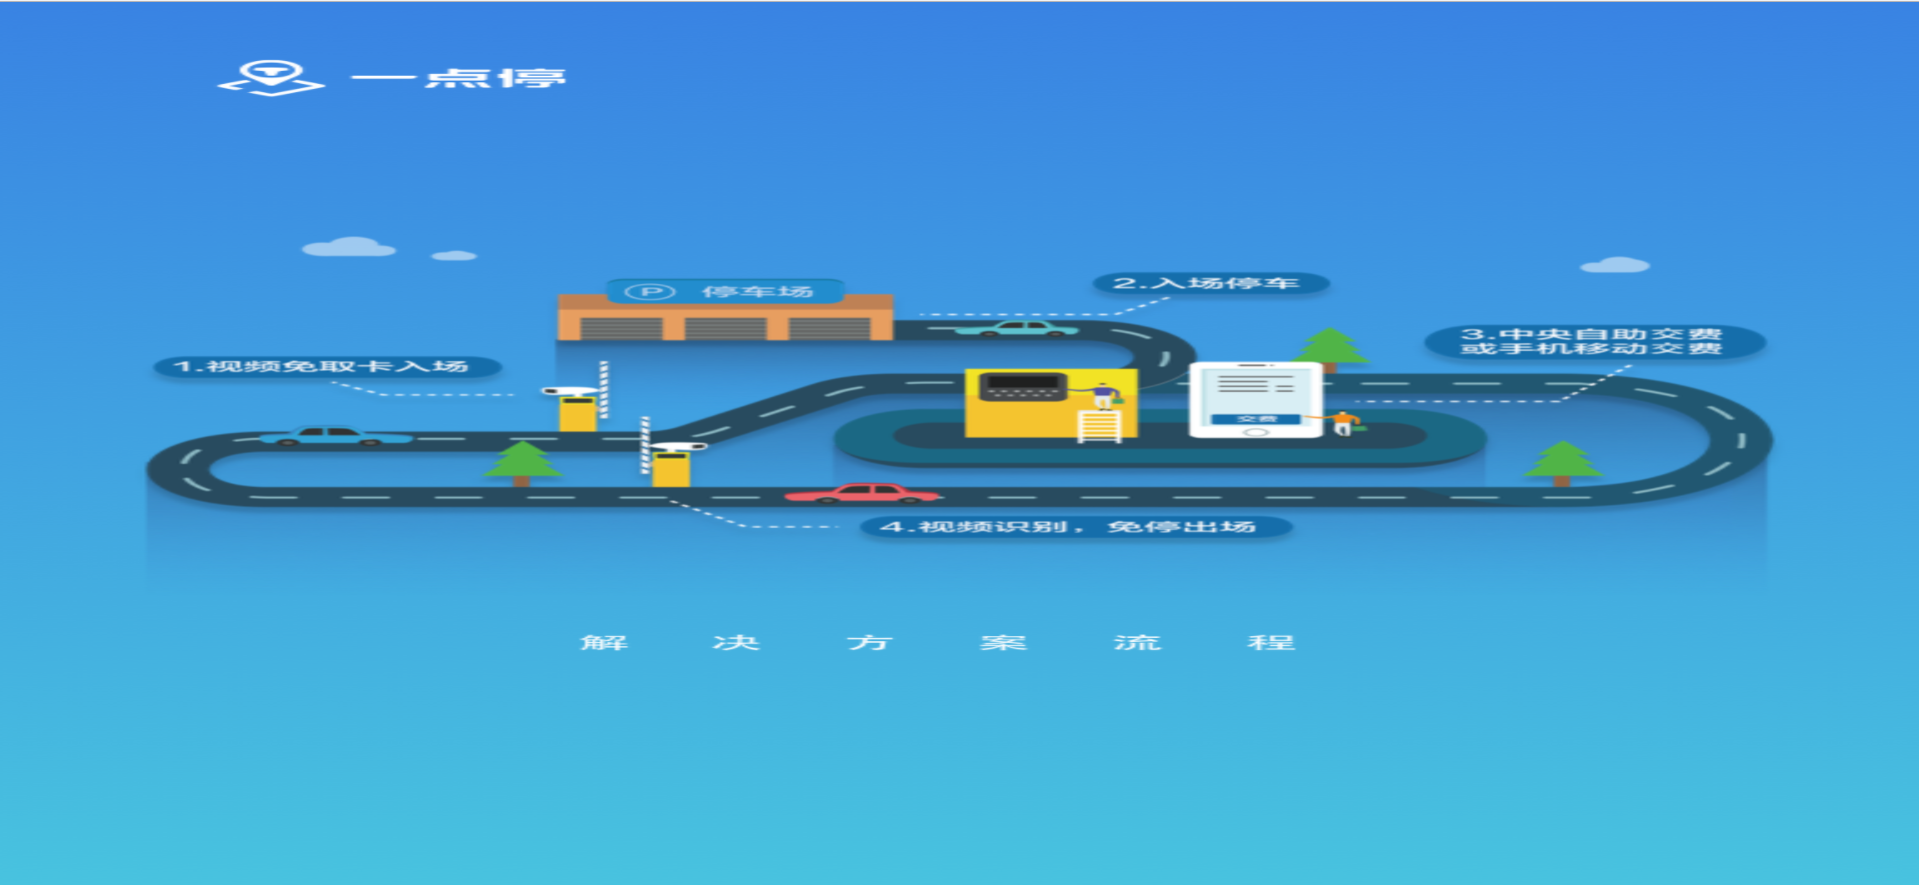 一点停
P 停车场
2.入场停车
3.中央自助交费
或手机移动交费
1.视频免取卡入场
交费
4.视频识别，免停出场
解决方案流程